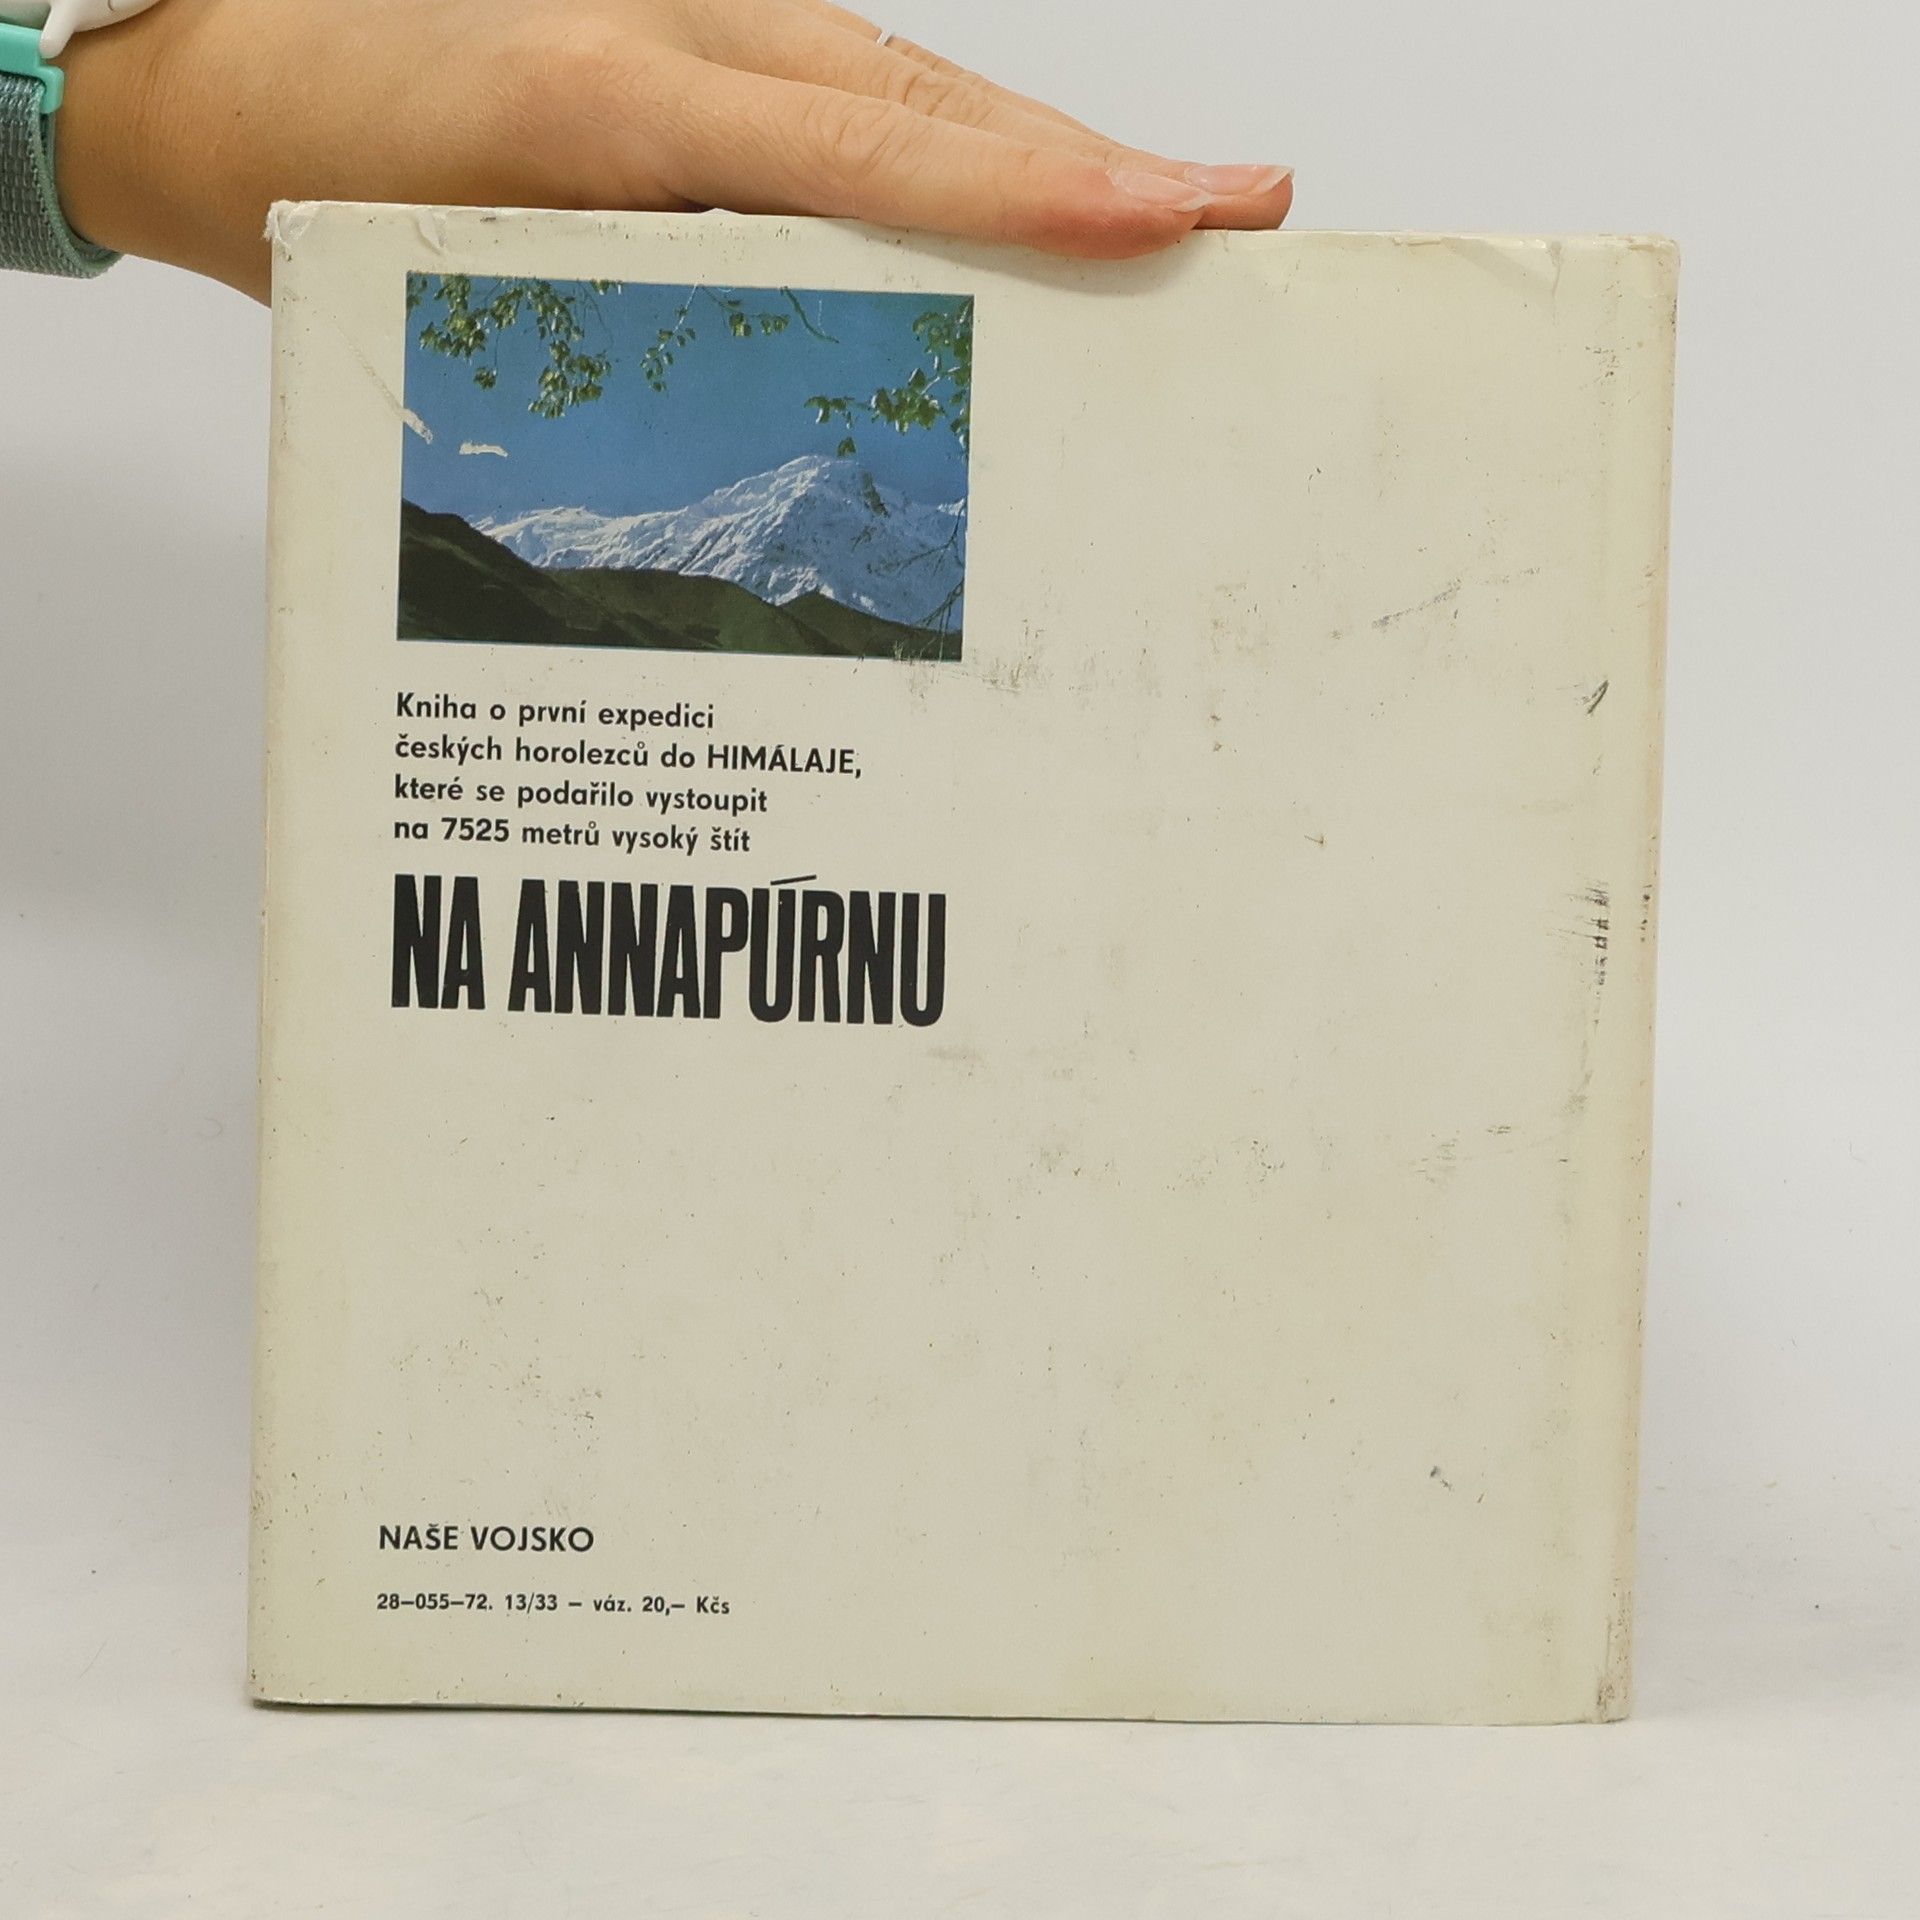 Kniha o první expedici
českých horolezců do HIMÁLAJE,
které se podařilo vystoupit
na 7525 metrů vysoký štít
NA ANNAPÚRNU
NAŠE VOJSKO
28–055–72. 13/33 – váz. 20,– Kčs